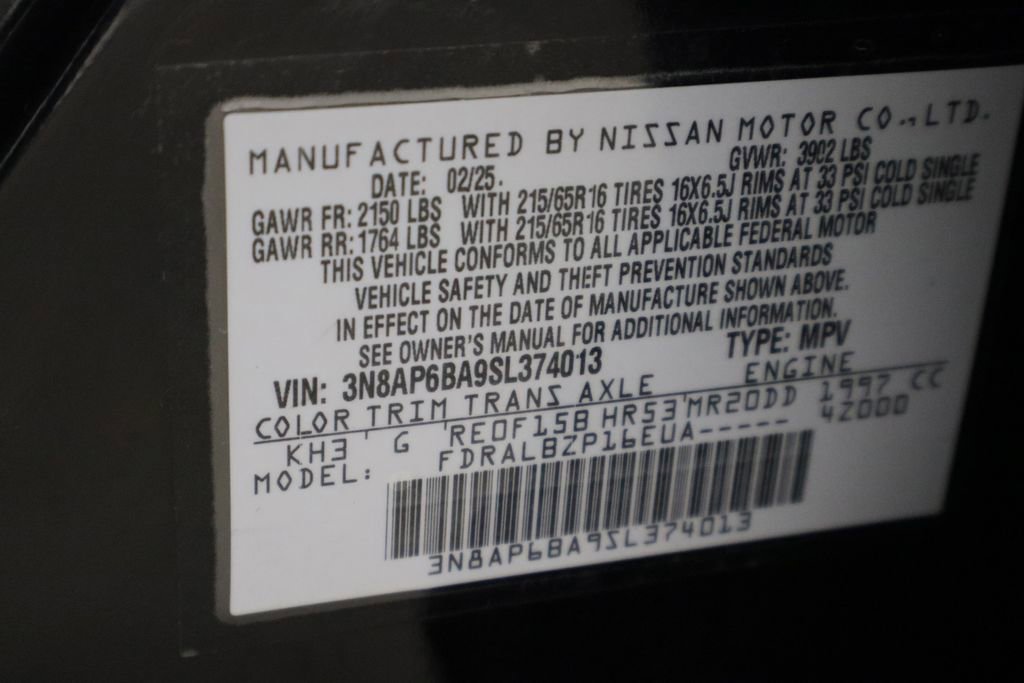 MANUFACTURED BY NISSAN MOTOR CO.,LTD.
DATE: 02/25. GVWR: 3902 LBS
GAWR FR: 2150 LBS WITH 215/65R16 TIRES 16X6.5J RIMS AT 33 PSI COLD SINGLE
GAWR RR: 1764 LBS WITH 215/65R16 TIRES 16X6.5J RIMS AT 33 PSI COLD SINGLE
THIS VEHICLE CONFORMS TO ALL APPLICABLE FEDERAL MOTOR
VEHICLE SAFETY AND THEFT PREVENTION STANDARDS
IN EFFECT ON THE DATE OF MANUFACTURE SHOWN ABOVE.
SEE OWNER'S MANUAL FOR ADDITIONAL INFORMATION.
VIN: 3N8AP6BA9SL374013 TYPE: MPV
COLOR TRIM TRANS AXLE ENGINE
KH3 ' G 'RE0F15B HR53'MR20DD 1997 CC
MODEL: FDRALBZP16EUA----- 4Z000
3N8AP6BA9SL374013